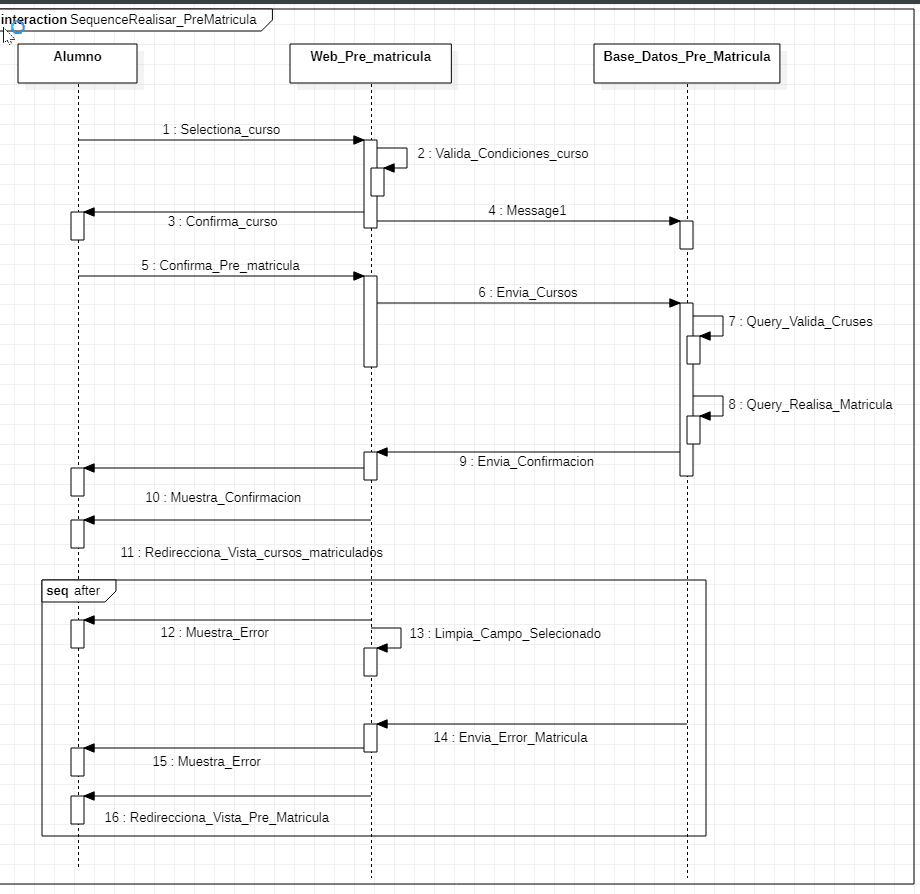 interaction SequenceRealisar_PreMatricula
Alumno
Web_Pre_matricula
Base_Datos_Pre_Matricula
1 : Selectiona_curso
2 : Valida_Condiciones_curso
3 : Confirma_curso
4 : Message1
5 : Confirma_Pre_matricula
6 : Envia_Cursos
7 : Query_Valida_Cruses
8 : Query_Realisa_Matricula
9 : Envia_Confirmacion
10 : Muestra_Confirmacion
11 : Redirecciona_Vista_cursos_matriculados
seq after
12 : Muestra_Error
13 : Limpia_Campo_Selecionado
14 : Envia_Error_Matricula
15 : Muestra_Error
16 : Redirecciona_Vista_Pre_Matricula